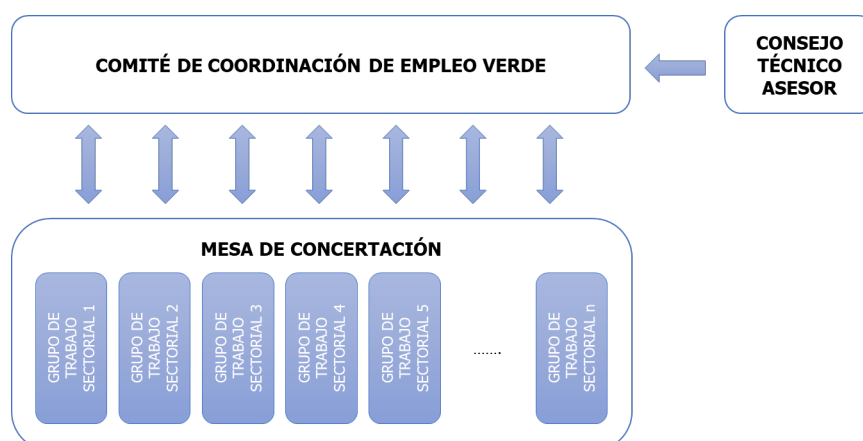 COMITÉ DE COORDINACIÓN DE EMPLEO VERDE
CONSEJO
TÉCNICO
ASESOR
MESA DE CONCERTACIÓN
GRUPO DE
TRABAJO
SECTORIAL 1
GRUPO DE
TRABAJO
SECTORIAL 2
GRUPO DE
TRABAJO
SECTORIAL 3
GRUPO DE
TRABAJO
SECTORIAL 4
GRUPO DE
TRABAJO
SECTORIAL 5
.......
GRUPO DE
TRABAJO
SECTORIAL n